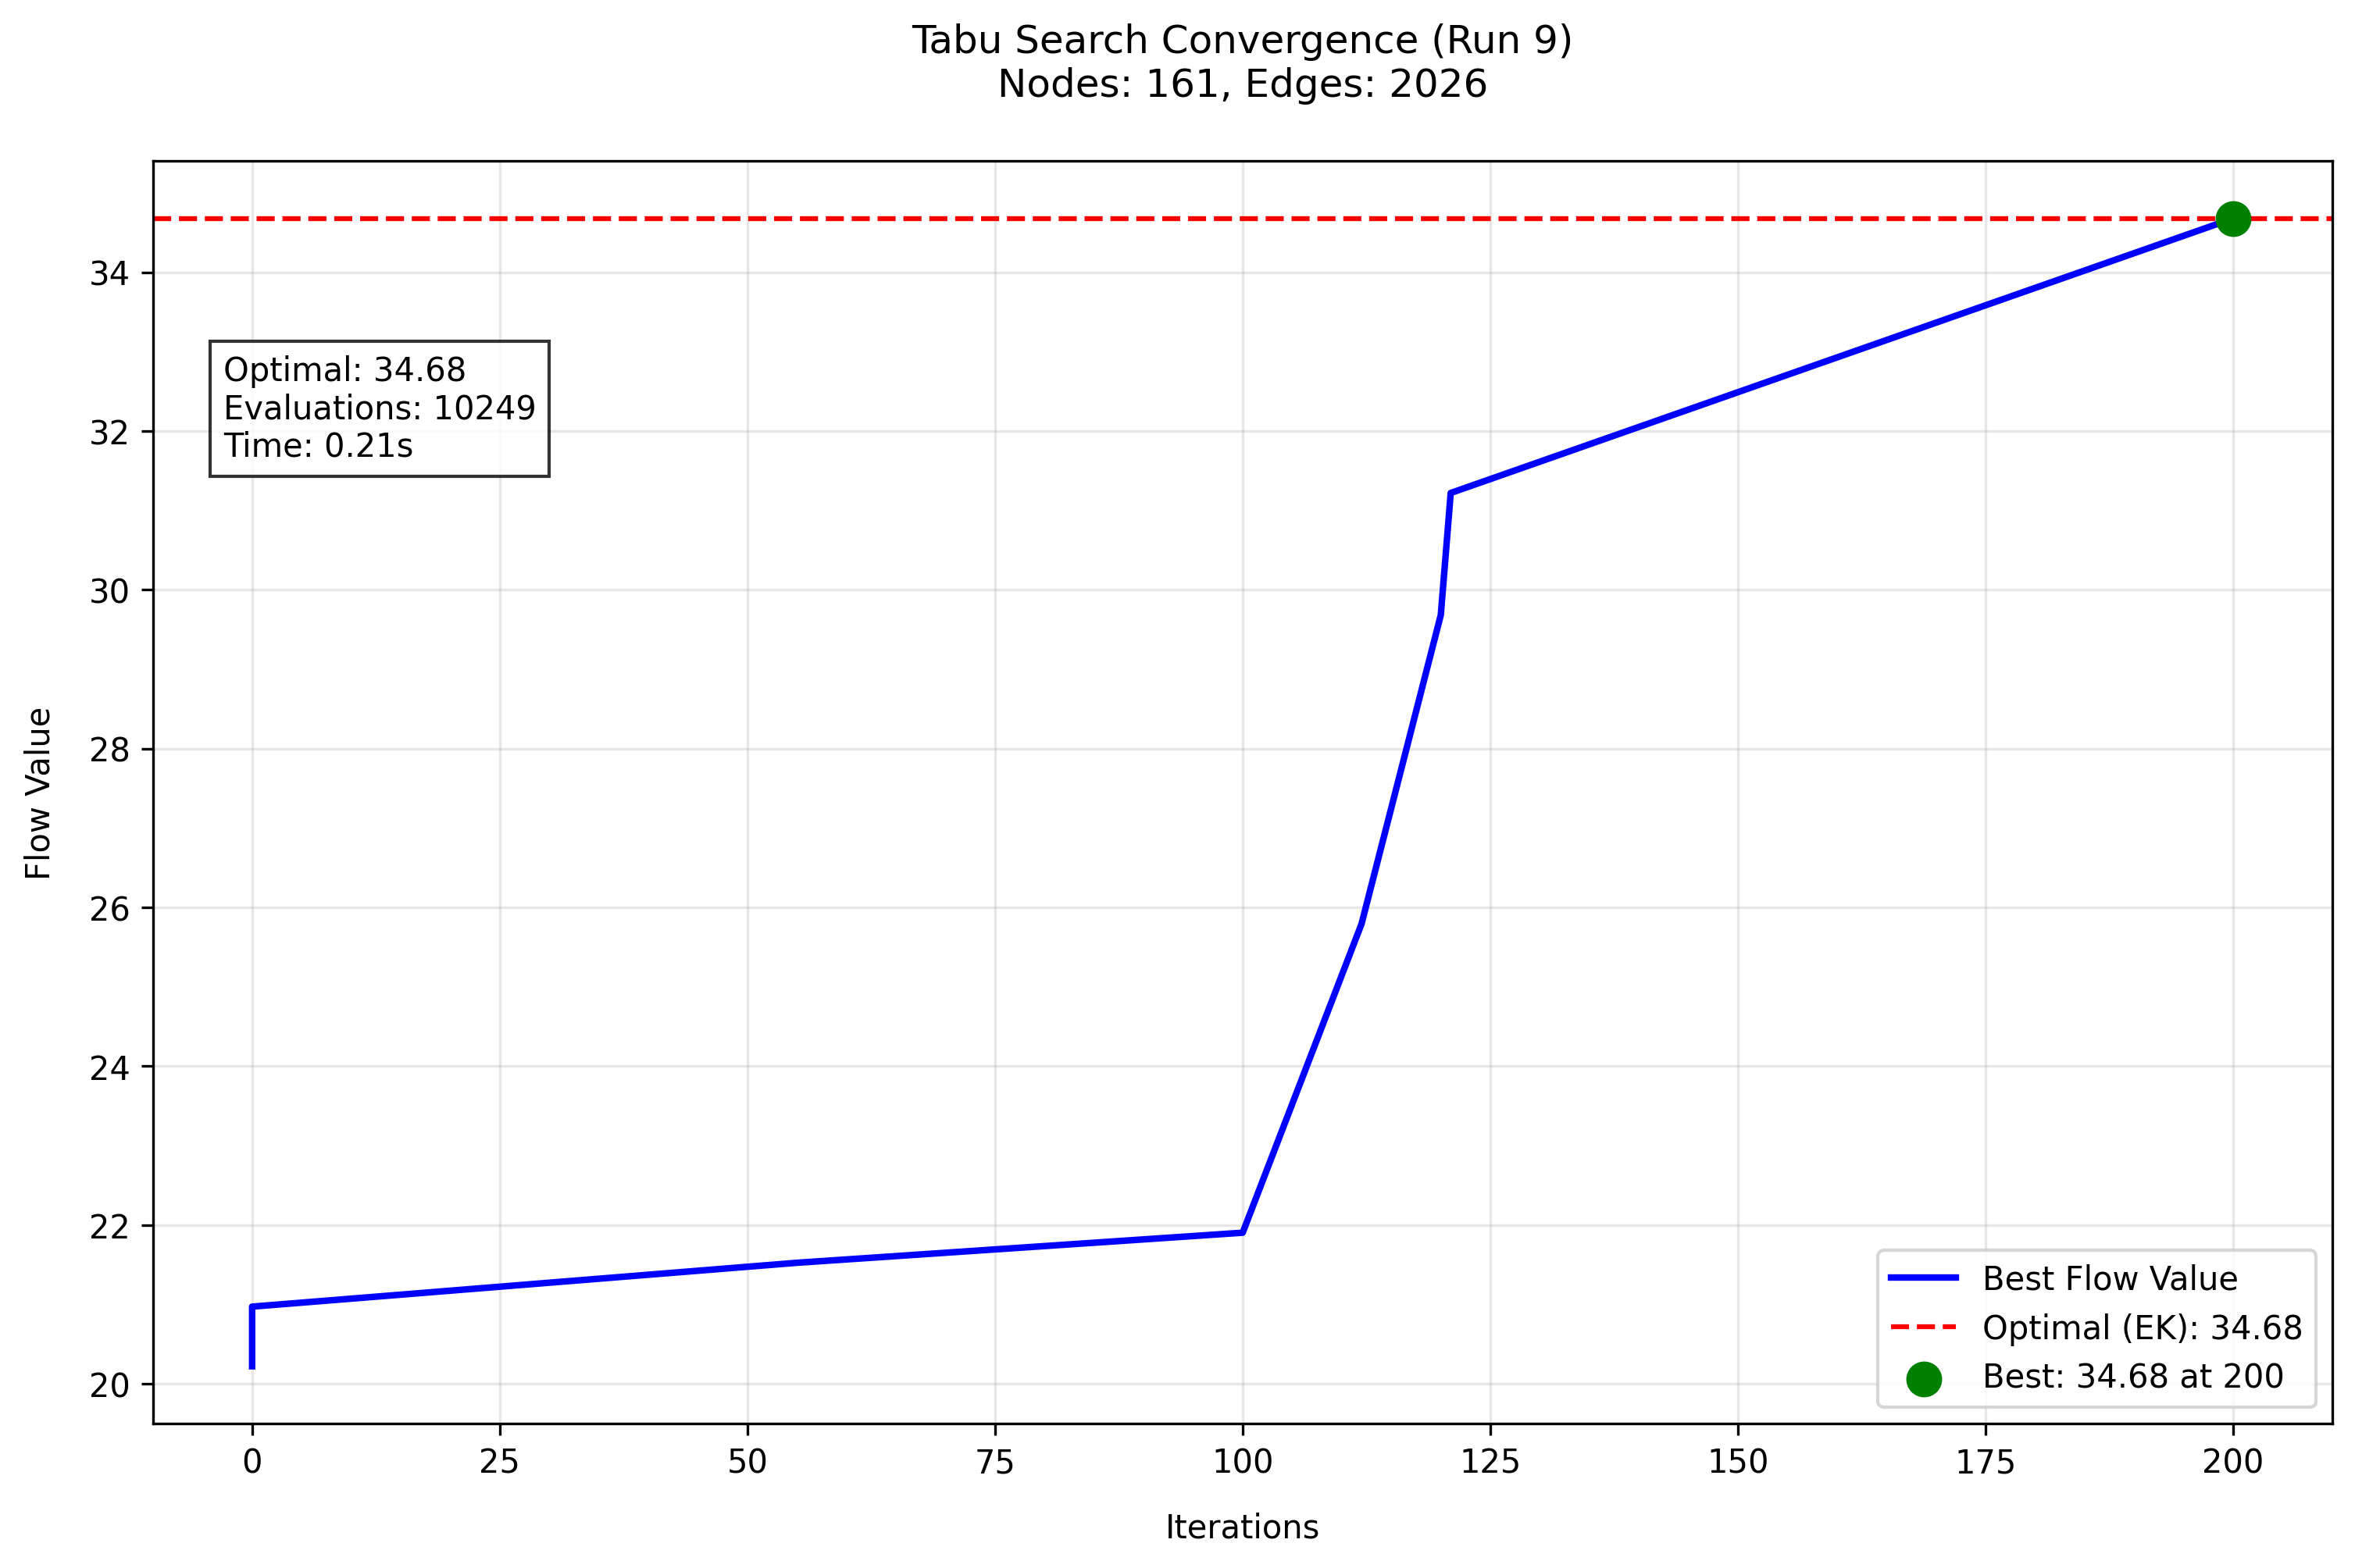 Tabu Search Convergence (Run 9)
Nodes: 161, Edges: 2026
Optimal: 34.68
Evaluations: 10249
Time: 0.21s
Flow Value
34
32
30
28
26
24
22
20
0
25
50
75
100
125
150
175
200
Iterations
Best Flow Value
Optimal (EK): 34.68
Best: 34.68 at 200